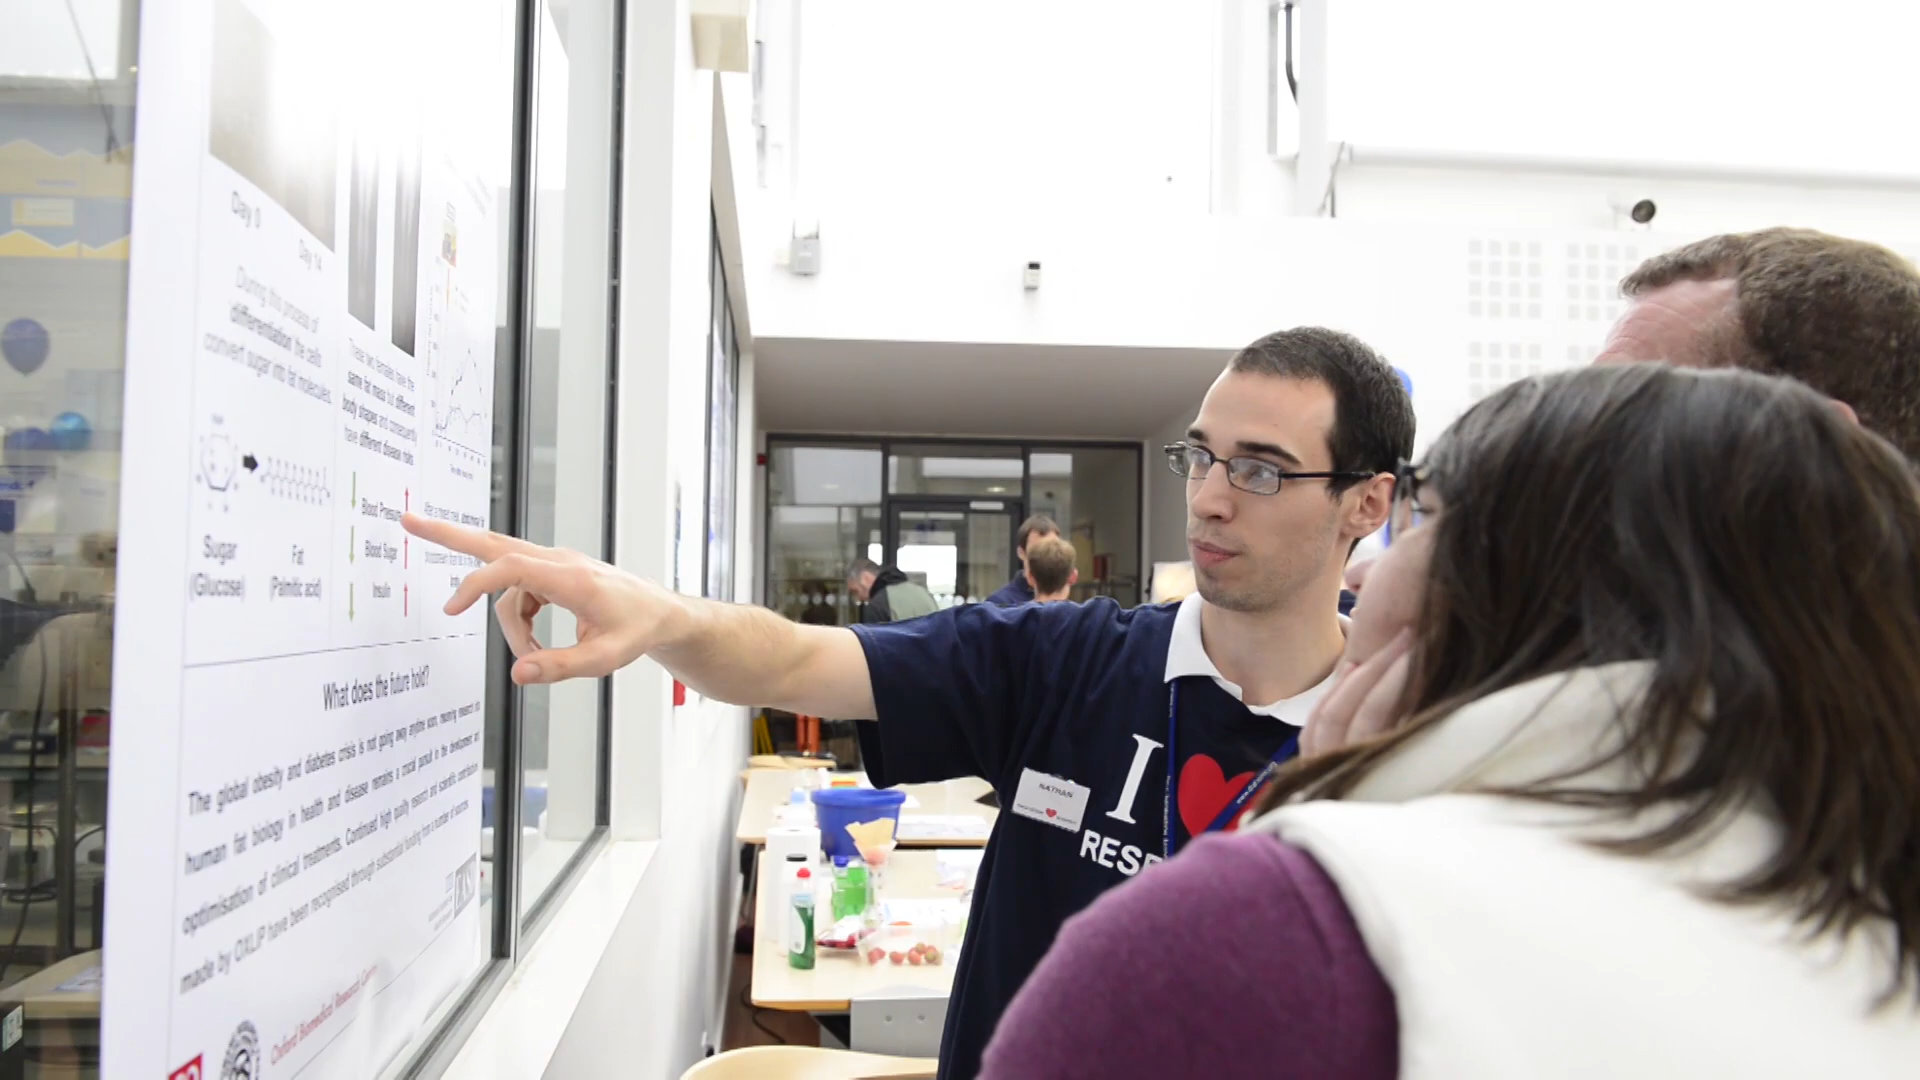 Day 0
Day 14
During this process of
differentiation the cells
convert sugar into fat molecules.
Sugar
(Glucose)
Fat
(Palmitic acid)
These two females have the
same fat mass but different
body shapes and consequently
have different disease risks
Blood Pressure
Blood Sugar
Insulin
What does the future hold?
The global obesity and diabetes crisis is not going away anytime soon, meaning research into
human fat biology in health and disease remains a crucial pursuit in the development and
optimisation of clinical treatments. Continued high quality research and scientific contributions
made by OXLIP have been recognised through substantial funding from a number of sources
Oxford Biomedical Research Centre
NATHAN
I
RESE